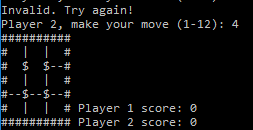 Invalid. Try again!
Player 2, make your move (1-12): 4
##########
#  |  |  #
#  $  $--#
#  |  |  #
#--$--$--#
#  |  |  # Player 1 score: 0
########## Player 2 score: 0